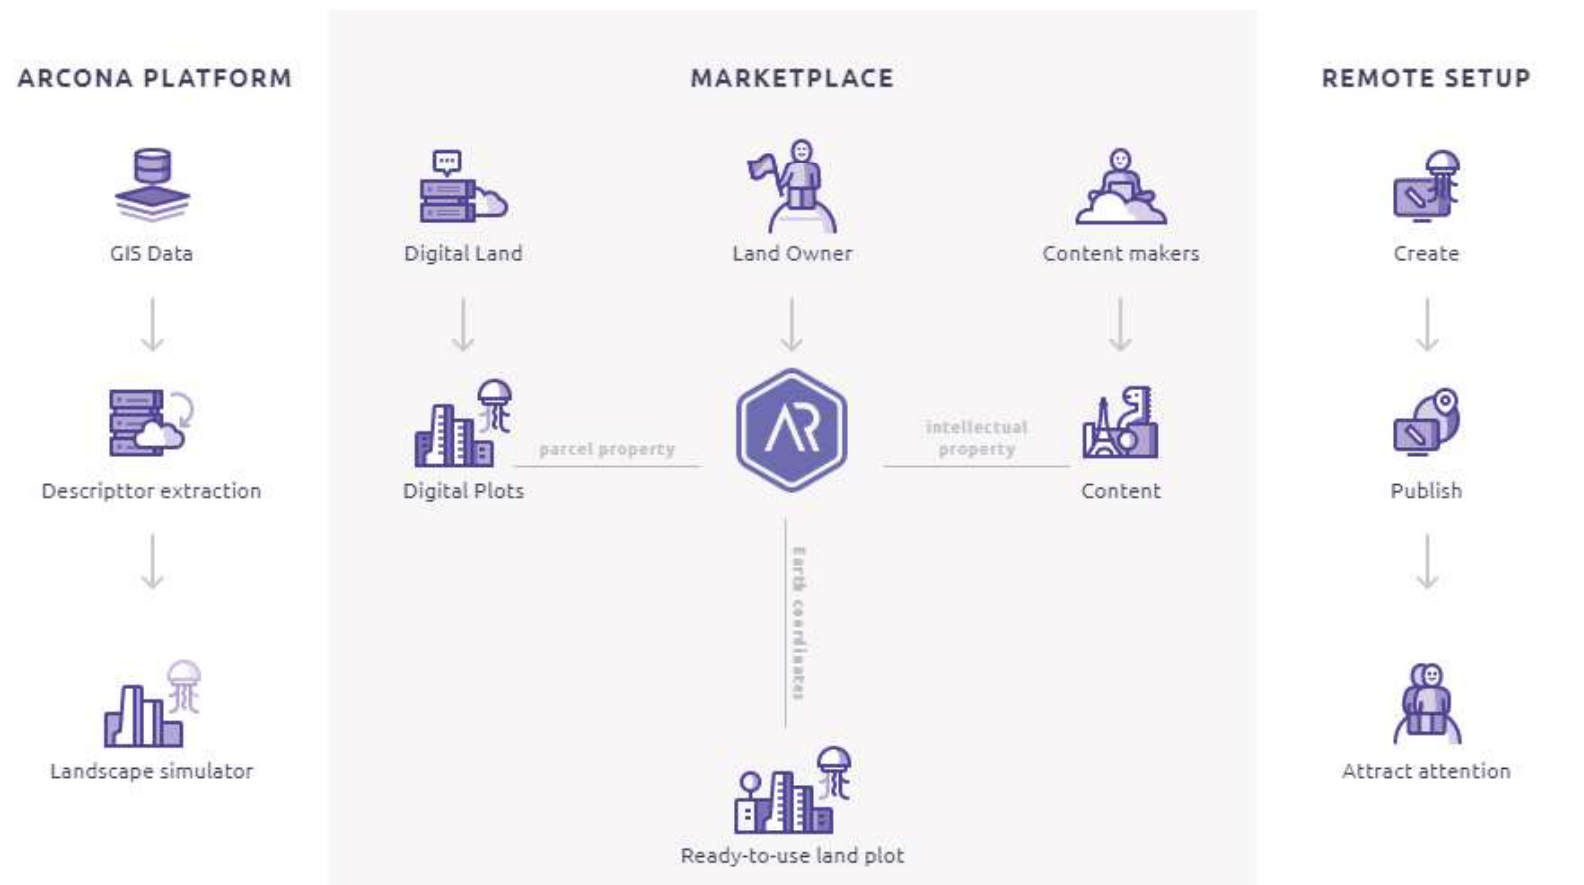 ARCONA PLATFORM
MARKETPLACE
REMOTE SETUP
GIS Data
Digital Land
Land Owner
Content makers
Create
AR
parcel property
intellectual
property
Descripttor extraction
Digital Plots
Content
Publish
Earth coordinates
Landscape simulator
Attract attention
Ready-to-use land plot